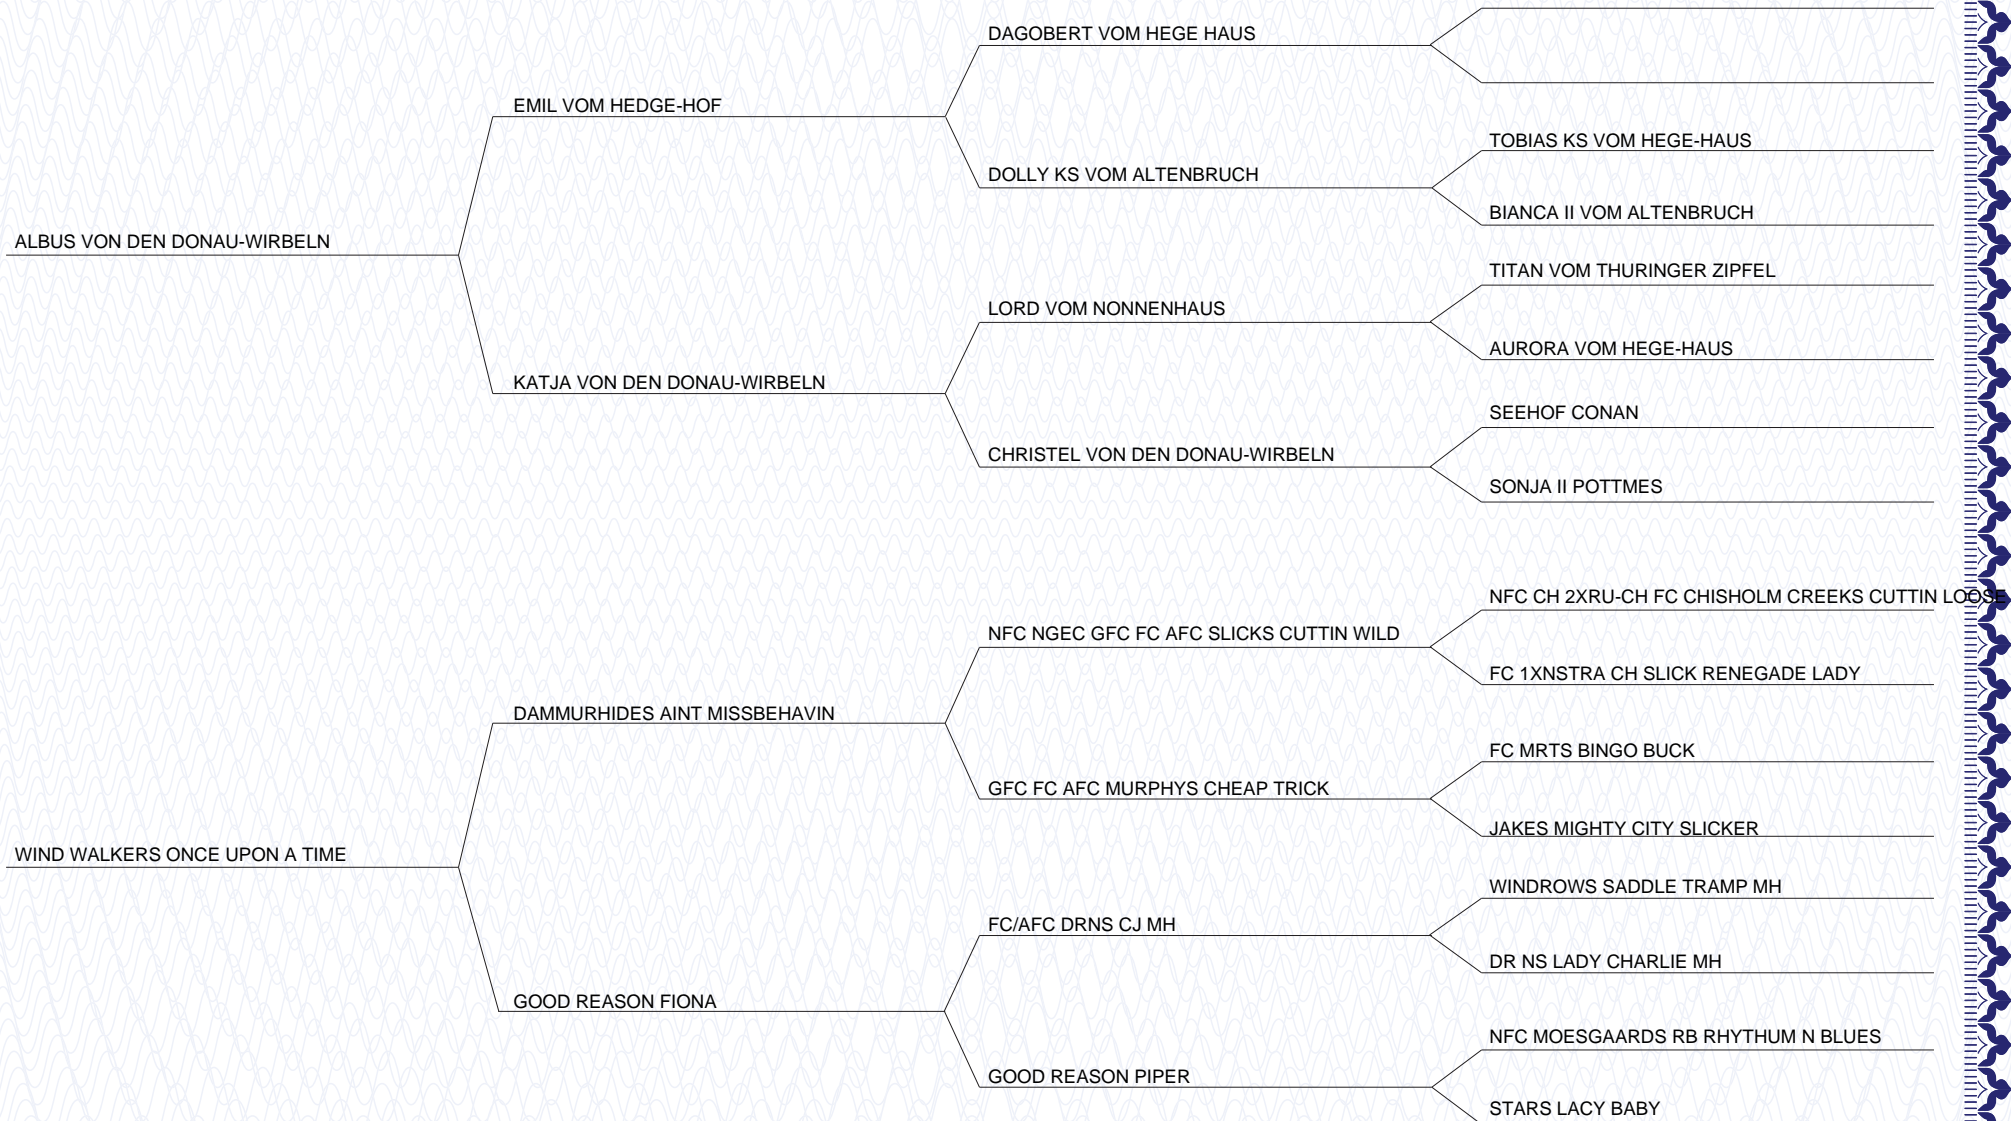 DAGOBERT VOM HEGE HAUS
EMIL VOM HEDGE-HOF
TOBIAS KS VOM HEGE-HAUS
DOLLY KS VOM ALTENBRUCH
BIANCA II VOM ALTENBRUCH
ALBUS VON DEN DONAU-WIRBELN
TITAN VOM THURINGER ZIPFEL
LORD VOM NONNENHAUS
AURORA VOM HEGE-HAUS
KATJA VON DEN DONAU-WIRBELN
SEEHOF CONAN
CHRISTEL VON DEN DONAU-WIRBELN
SONJA II POTTMES
NFC CH 2XRU-CH FC CHISHOLM CREEKS CUTTIN LOOSE
NFC NGEC GFC FC AFC SLICKS CUTTIN WILD
FC 1XNSTRA CH SLICK RENEGADE LADY
DAMMURHIDES AINT MISSBEHAVIN
FC MRTS BINGO BUCK
GFC FC AFC MURPHYS CHEAP TRICK
JAKES MIGHTY CITY SLICKER
WIND WALKERS ONCE UPON A TIME
WINDROWS SADDLE TRAMP MH
FC/AFC DRNS CJ MH
DR NS LADY CHARLIE MH
GOOD REASON FIONA
NFC MOESGAARDS RB RHYTHUM N BLUES
GOOD REASON PIPER
STARS LACY BABY